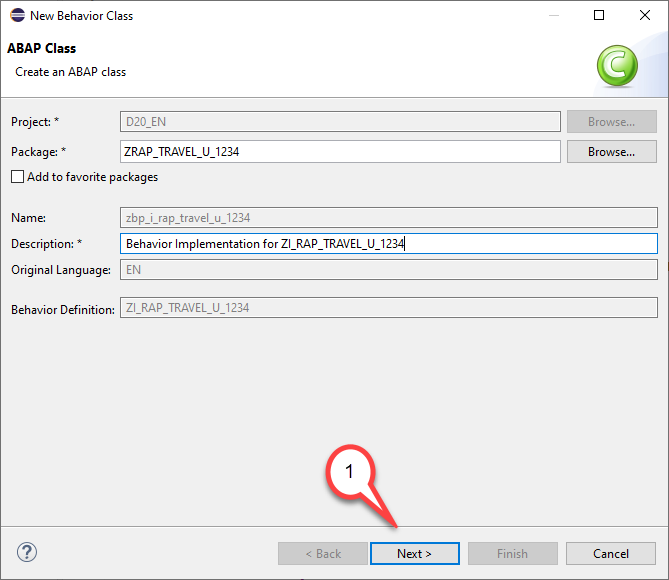 New Behavior Class
ABAP Class
Create an ABAP class
C
Project: * D20_EN Browse...
Package: * ZRAP_TRAVEL_U_1234 Browse...
Add to favorite packages
Name: zbp_i_rap_travel_u_1234
Description: * Behavior Implementation for ZI_RAP_TRAVEL_U_1234
Original Language: EN
Behavior Definition: ZI_RAP_TRAVEL_U_1234
1
? < Back Next > Finish Cancel